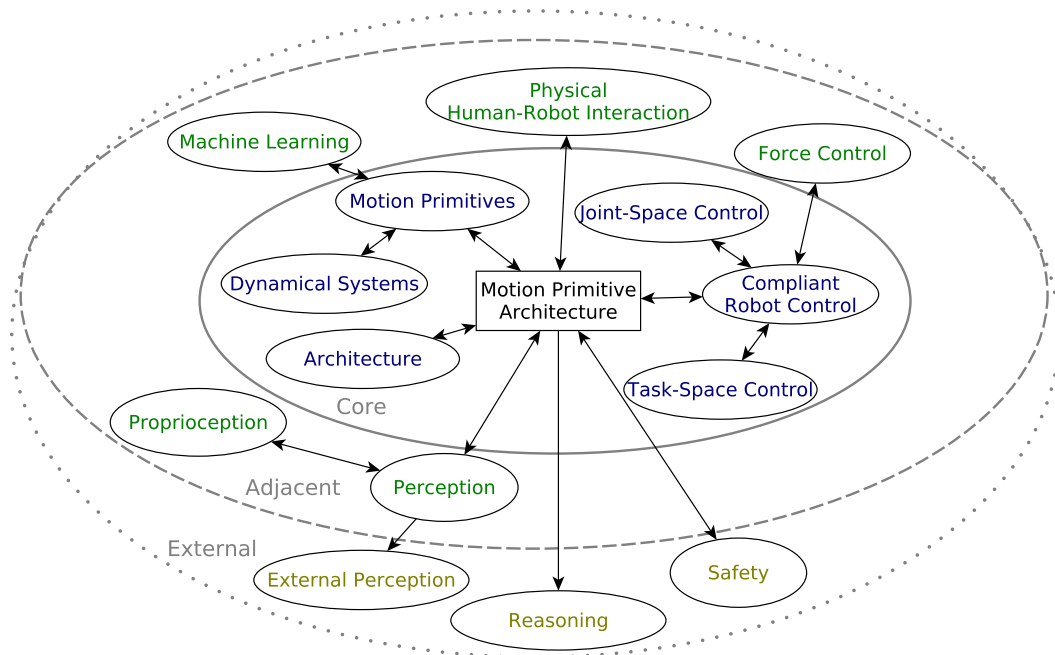 Physical
Human-Robot Interaction
Machine Learning
Force Control
Motion Primitives
Joint-Space Control
Dynamical Systems
Motion Primitive
Architecture
Compliant
Robot Control
Architecture
Task-Space Control
Core
Proprioception
Adjacent
Perception
External
External Perception
Safety
Reasoning